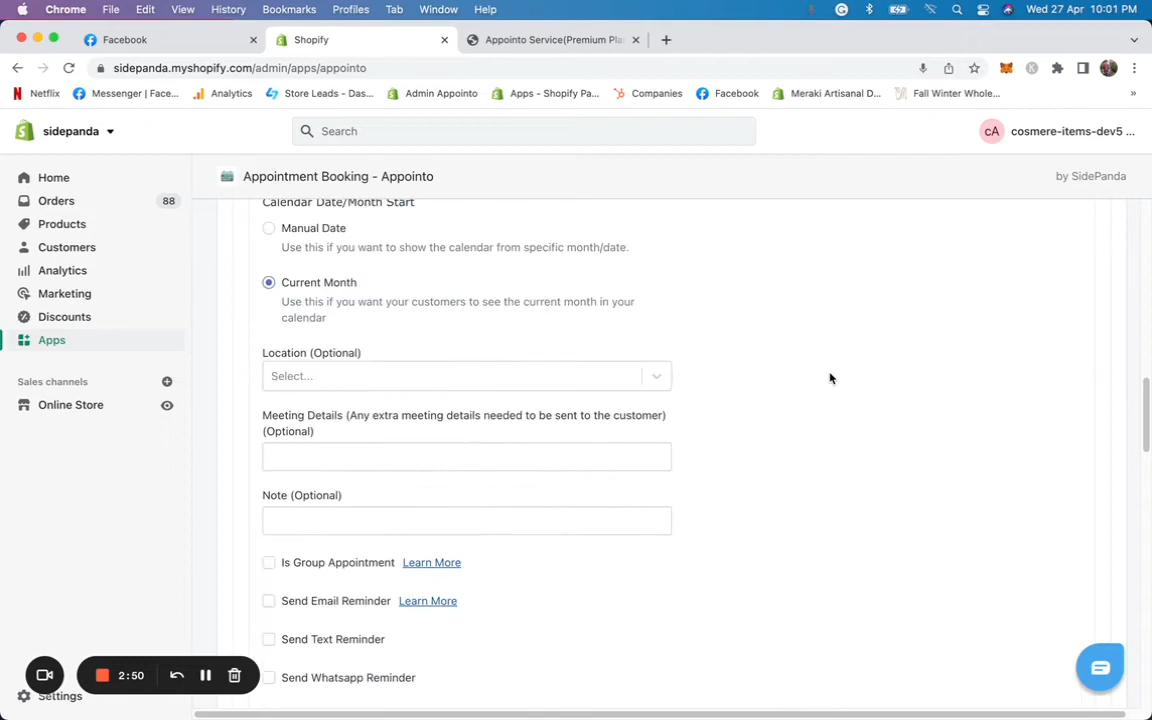 Chrome File Edit View History Bookmarks Profiles Tab Window Help Wed 27 Apr 10:01 PM
Facebook Shopify Appointo Service(Premium Pla
sidepanda.myshopify.com/admin/apps/appointo
Netflix Messenger | Face... Analytics Store Leads - Das... Admin Appointo Apps - Shopify Pa... Companies Facebook Meraki Artisanal D... Fall Winter Whole... »
sidepanda Search cA cosmere-items-dev5 ...
Home
Orders 88
Products
Customers
Analytics
Marketing
Discounts
Apps
Sales channels
Online Store
Settings
Appointment Booking - Appointo by SidePanda
Calendar Date/Month Start
Manual Date
Use this if you want to show the calendar from specific month/date.
Current Month
Use this if you want your customers to see the current month in your
calendar
Location (Optional)
Select...
Meeting Details (Any extra meeting details needed to be sent to the customer)
(Optional)
Note (Optional)
Is Group Appointment Learn More
Send Email Reminder Learn More
Send Text Reminder
Send Whatsapp Reminder
2:50